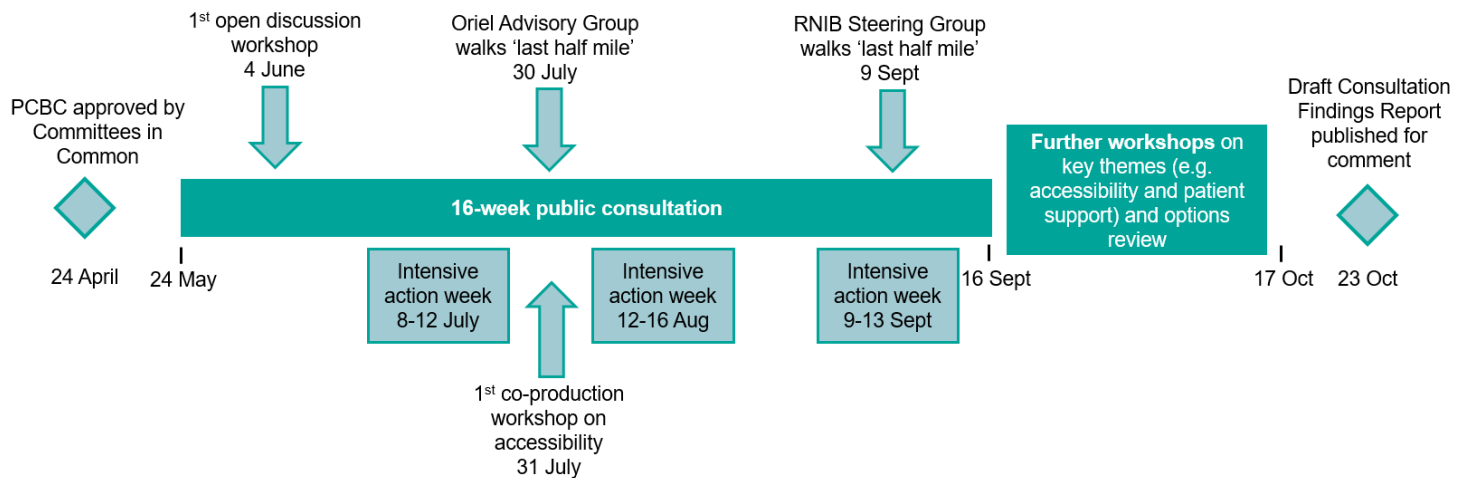 1st open discussion
workshop
4 June
Oriel Advisory Group
walks ‘last half mile’
30 July
RNIB Steering Group
walks ‘last half mile’
9 Sept
PCBC approved by
Committees in
Common
24 April
Draft Consultation
Findings Report
published for
comment
23 Oct
16-week public consultation
24 May
16 Sept
Further workshops on
key themes (e.g.
accessibility and patient
support) and options
review
17 Oct
Intensive
action week
8-12 July
Intensive
action week
12-16 Aug
Intensive
action week
9-13 Sept
1st co-production
workshop on
accessibility
31 July